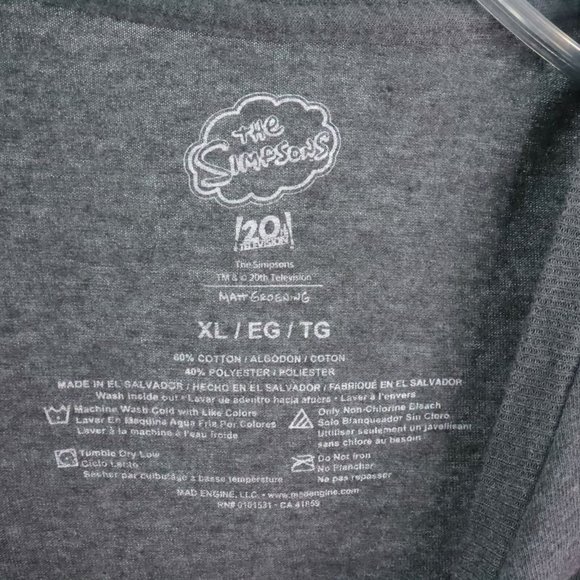 THE
SIMPSONS
20th
TELEVISION
The Simpsons
TM & © 20th Television
MATT GROENING
XL / EG / TG
60% COTTON / ALGODON / COTON
40% POLYESTER / POLIESTER
MADE IN EL SALVADOR / HECHO EN EL SALVADOR / FABRIQUÉ EN EL SALVADOR
Wash inside out • Lavar de adentro hacia afuera • Laver à l'envers
Machine Wash Cold with Like Colors
Lavar En Maquina Agua Fria Por Colores
Laver à la machine à l'eau froide
Only Non-Chlorine Bleach
Solo Blanqueador Sin Cloro
Utiliser seulement un javellisant
sans chlore au besoin
Tumble Dry Low
Ciclo Lento
Sécher par culbutage à basse température
Do Not Iron
No Planchar
Ne pas repasser
MAD ENGINE, LLC. • www.madengine.com
RN# 0101531 - CA 41859